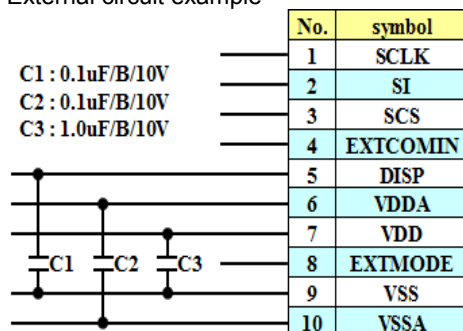 External circuit example
C1 : 0.1uF/B/10V
C2 : 0.1uF/B/10V
C3 : 1.0uF/B/10V
C1 C2 C3
No. symbol
1 SCLK
2 SI
3 SCS
4 EXTCOMIN
5 DISP
6 VDDA
7 VDD
8 EXTMODE
9 VSS
10 VSSA